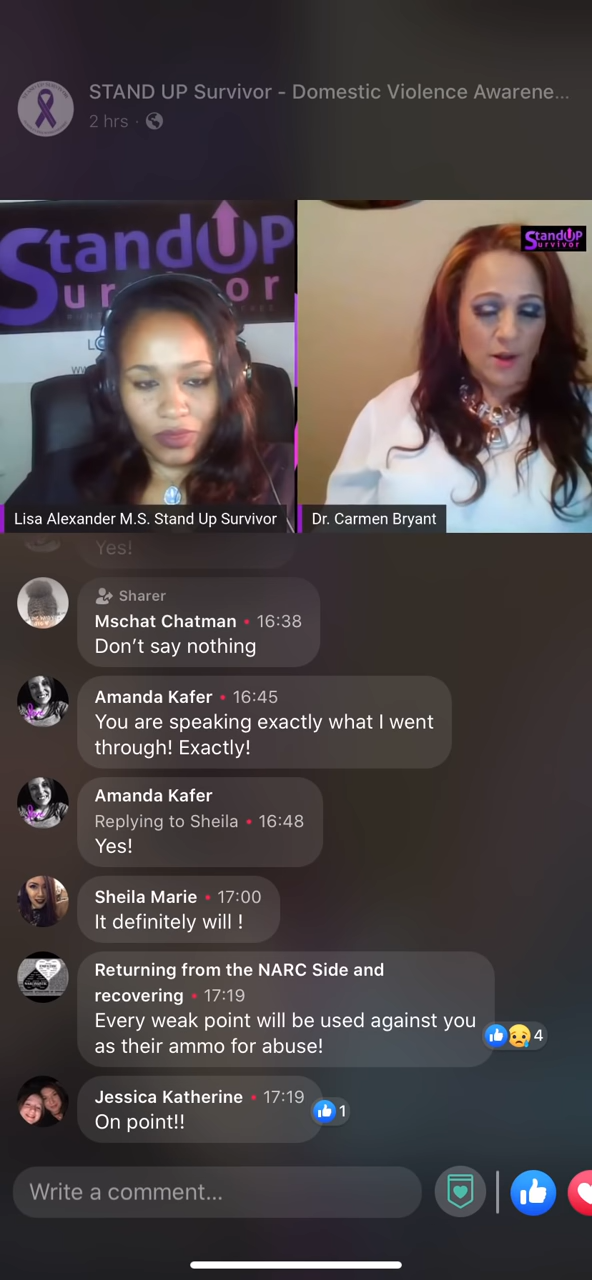 STAND UP Survivor - Domestic Violence Awarene...
2 hrs ·
StandUP
Survivor
StandUP
Survivor
Lisa Alexander M.S. Stand Up Survivor
Dr. Carmen Bryant
Yes!
Sharer
Mschat Chatman • 16:38
Don’t say nothing
Amanda Kafer • 16:45
You are speaking exactly what I went
through! Exactly!
Amanda Kafer
Replying to Sheila • 16:48
Yes!
Sheila Marie • 17:00
It definitely will !
Returning from the NARC Side and
recovering • 17:19
Every weak point will be used against you
as their ammo for abuse!
4
Jessica Katherine • 17:19
On point!!
1
Write a comment...